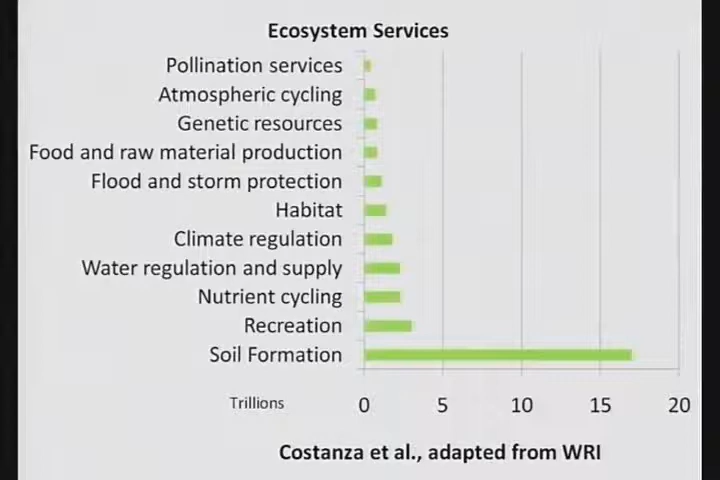 Ecosystem Services
Pollination services
Atmospheric cycling
Genetic resources
Food and raw material production
Flood and storm protection
Habitat
Climate regulation
Water regulation and supply
Nutrient cycling
Recreation
Soil Formation
Trillions 0 5 10 15 20
Costanza et al., adapted from WRI